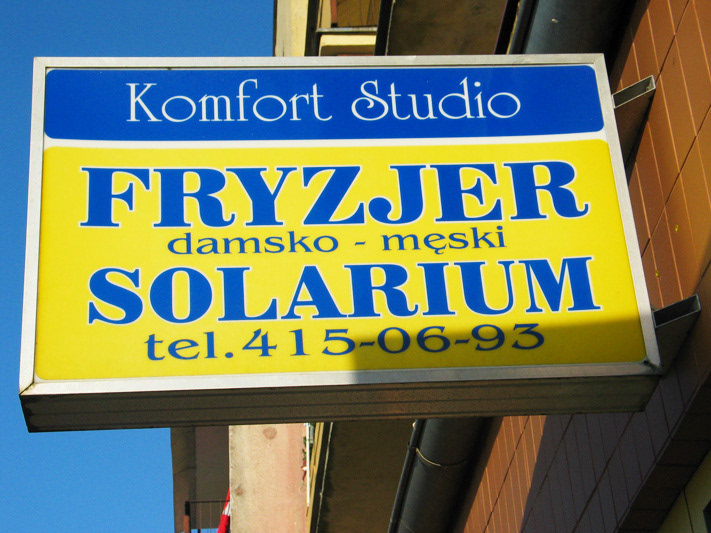 Komfort Studio
FRYZJER
damsko - męski
SOLARIUM
tel.415-06-93